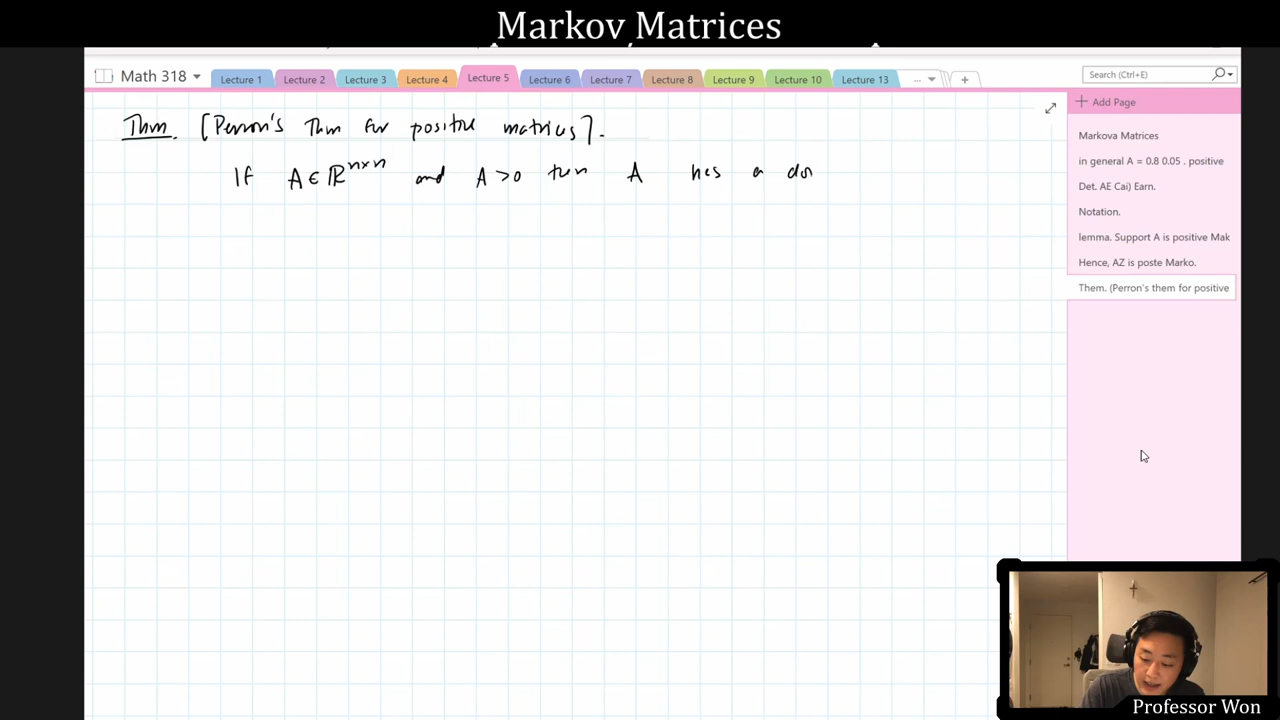 Markov Matrices
Math 318
Lecture 1
Lecture 2
Lecture 3
Lecture 4
Lecture 5
Lecture 6
Lecture 7
Lecture 8
Lecture 9
Lecture 10
Lecture 13
...
Search (Ctrl+E)
Thm. [Perron's Thm for positive matrices].
If A ∈ ℝⁿˣⁿ and A > 0 then A has a dom
Add Page
Markova Matrices
in general A = 0.8 0.05 . positive
Det. AE Cai) Earn.
Notation.
lemma. Support A is positive Mak
Hence, AZ is poste Marko.
Them. (Perron's them for positive
Professor Won